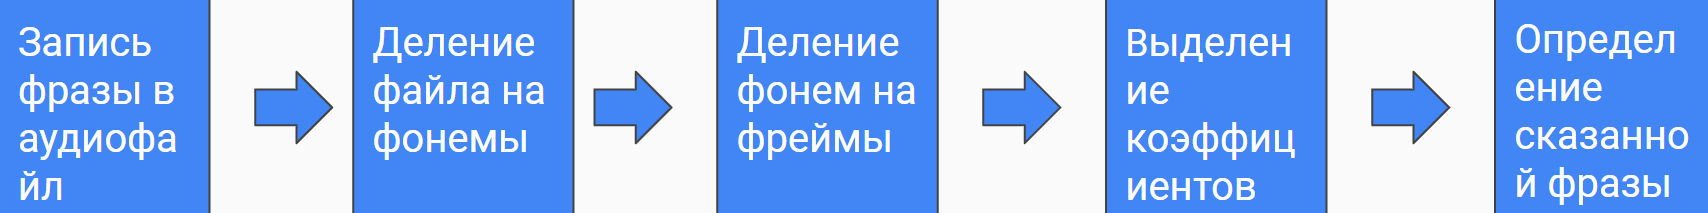 Запись
фразы в
аудиофа
йл
Деление
файла на
фонемы
Деление
фонем на
фреймы
Выделен
ие
коэффиц
иентов
Определ
ение
сказанно
й фразы